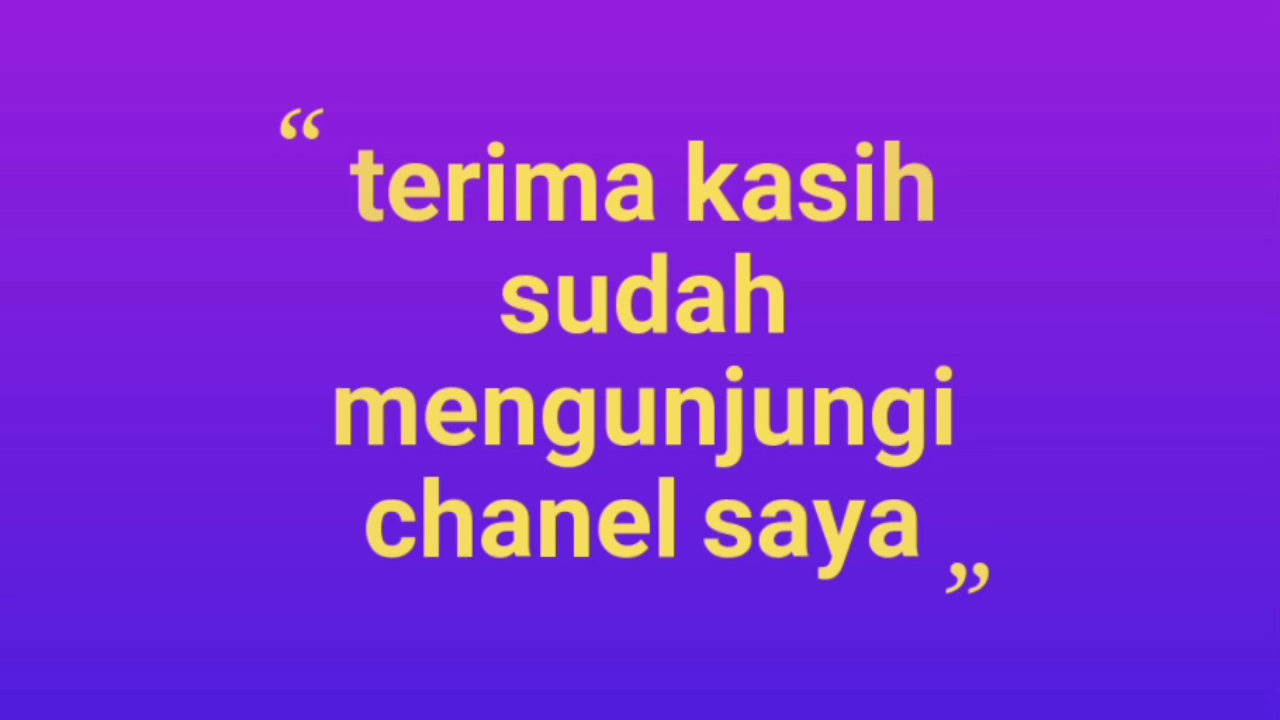 “ terima kasih
sudah
mengunjungi
chanel saya ”